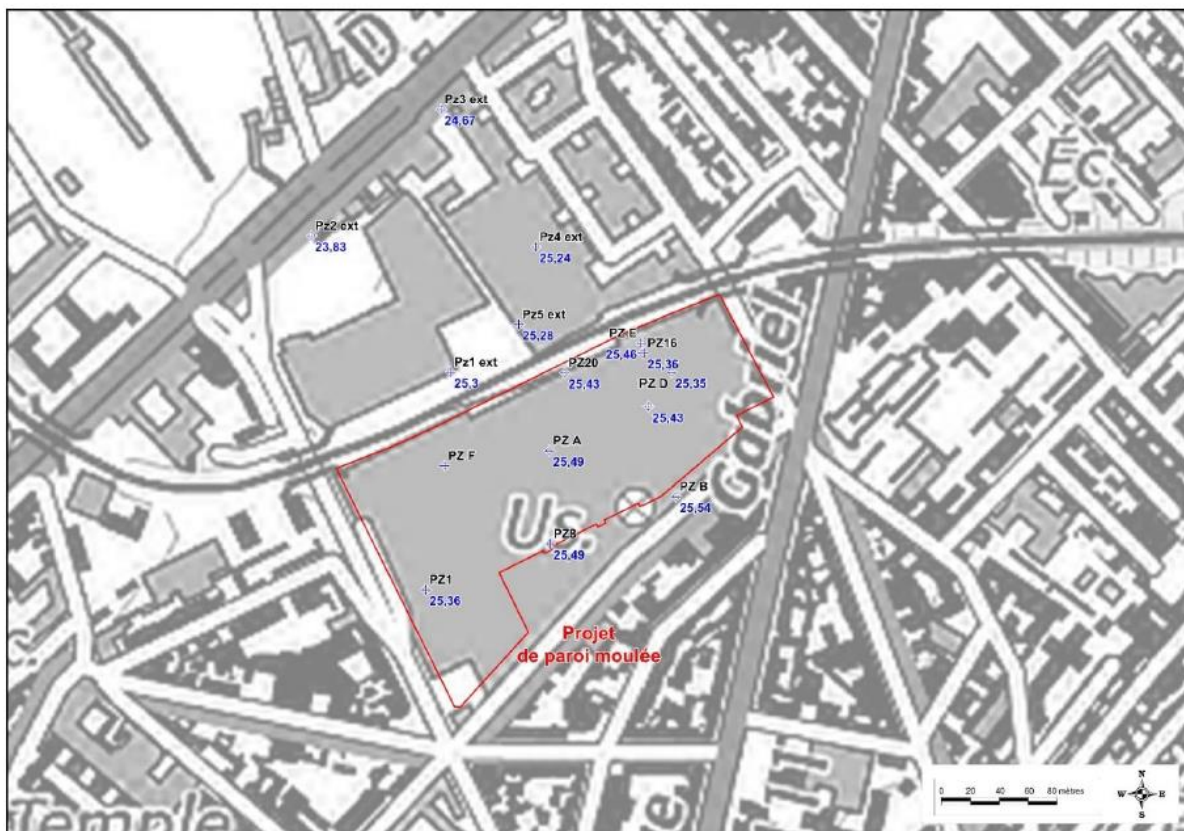 D
Pz3 ext
24,67
Éc.
Pz2 ext
23,83
Pz4 ext
25,24
Pz5 ext
25,28
PZ E
25,46
PZ16
25,36
Pz1 ext
25,3
PZ20
25,43
25,35
PZ D
25,43
Gabriel
PZ A
25,49
PZ F
PZ B
25,54
Us.
PZ8
25,49
PZ1
25,36
Projet
de paroi moulée
0 20 40 60 80 mètres
N
W E
S
Temple